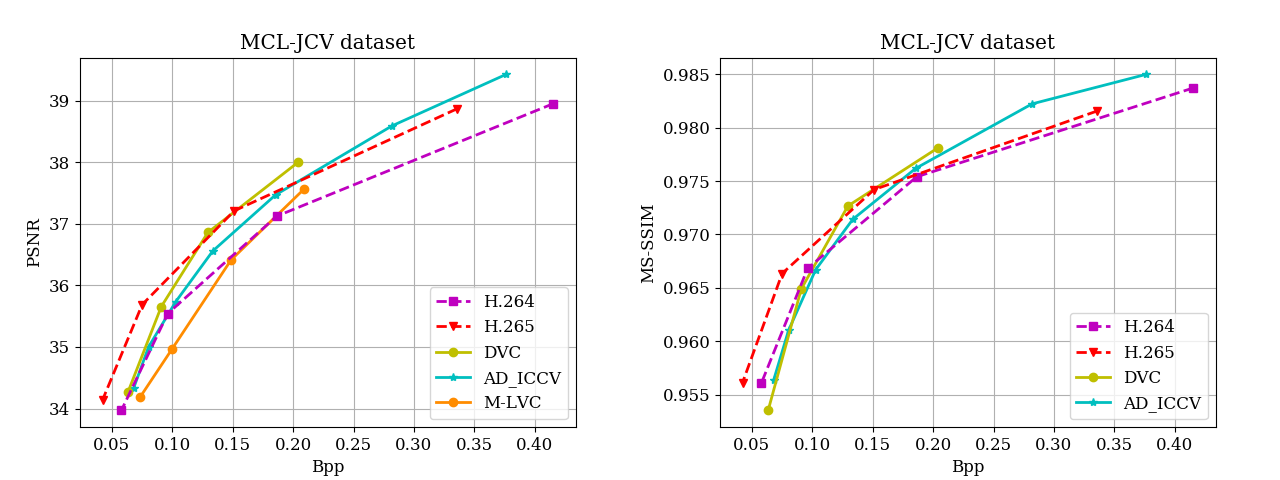 MCL-JCV dataset
PSNR
39
38
37
36
35
34
0.05 0.10 0.15 0.20 0.25 0.30 0.35 0.40
Bpp
H.264
H.265
DVC
AD_ICCV
M-LVC
MCL-JCV dataset
MS-SSIM
0.985
0.980
0.975
0.970
0.965
0.960
0.955
0.05 0.10 0.15 0.20 0.25 0.30 0.35 0.40
Bpp
H.264
H.265
DVC
AD_ICCV